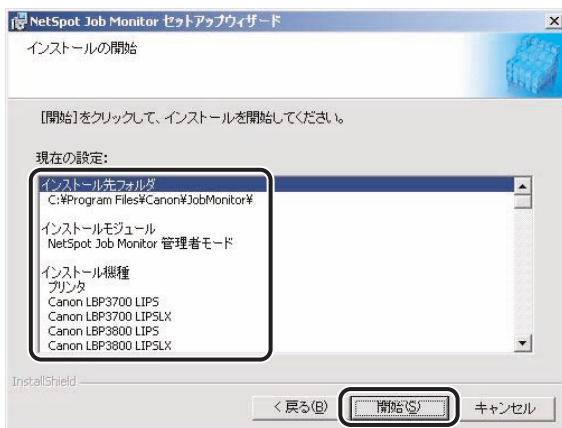 NetSpot Job Monitor セットアップウィザード
インストールの開始
[開始]をクリックして、インストールを開始してください。
現在の設定:
インストール先フォルダ
C:¥Program Files¥Canon¥JobMonitor¥
インストールモジュール
NetSpot Job Monitor 管理者モード
インストール機種
プリンタ
Canon LBP3700 LIPS
Canon LBP3700 LIPSLX
Canon LBP3800 LIPS
Canon LBP3800 LIPSLX
InstallShield
< 戻る(B) 開始(S) キャンセル